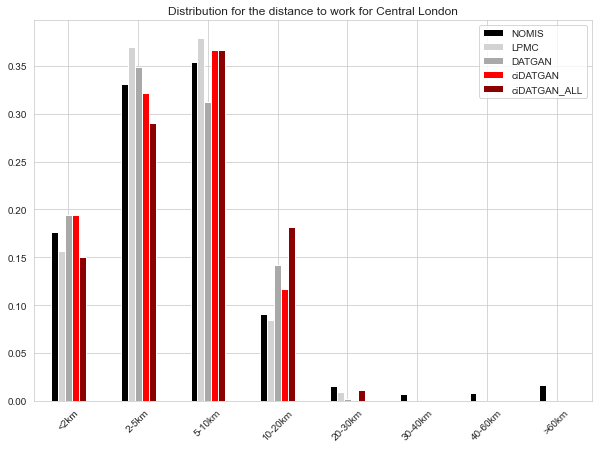 Distribution for the distance to work for Central London
NOMIS
LPMC
DATGAN
ciDATGAN
ciDATGAN_ALL
0.35
0.30
0.25
0.20
0.15
0.10
0.05
0.00
<2km
2-5km
5-10km
10-20km
20-30km
30-40km
40-60km
>60km